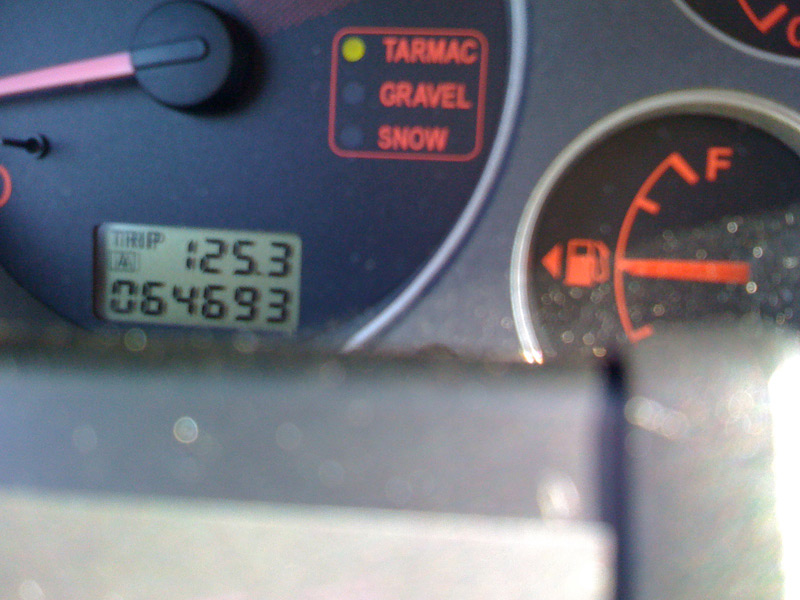 TARMAC
GRAVEL
SNOW
F
TRIP 125.3
A
064693